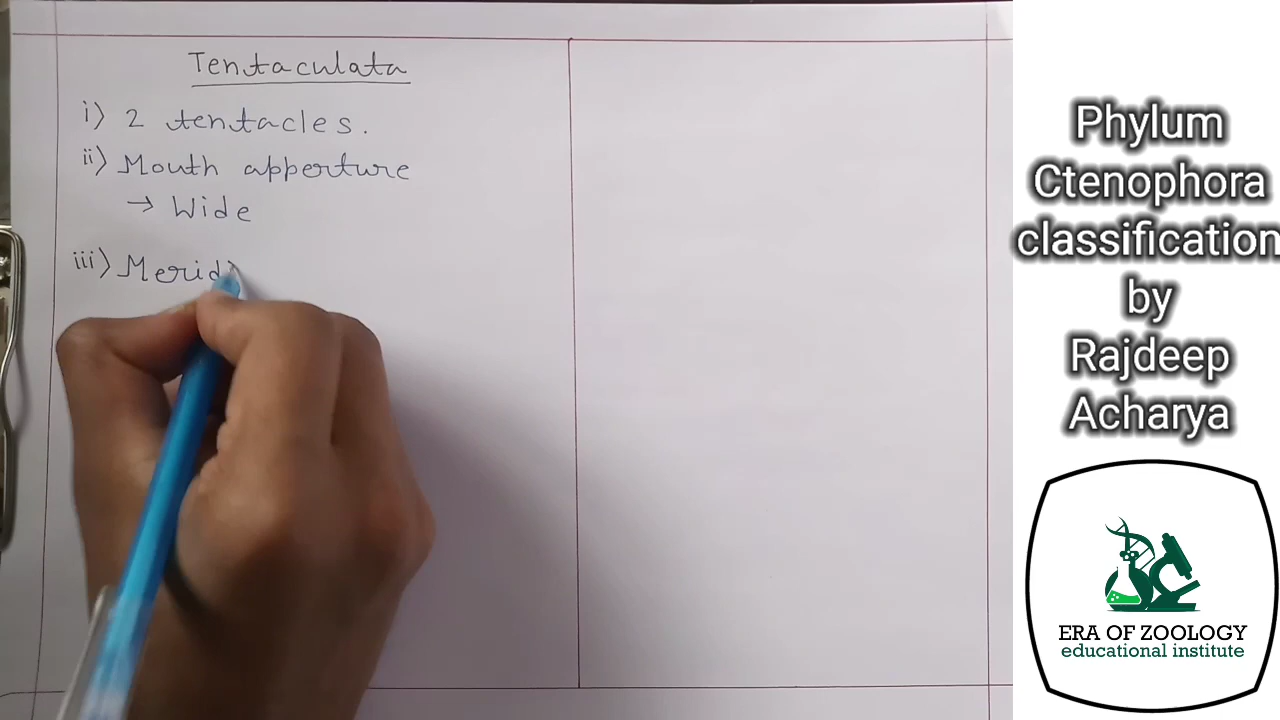 Tentaculata
i) 2 tentacles.
ii) Mouth apperture
→ Wide
iii) Merid
Phylum
Ctenophora
classification
by
Rajdeep
Acharya
ERA OF ZOOLOGY
educational institute